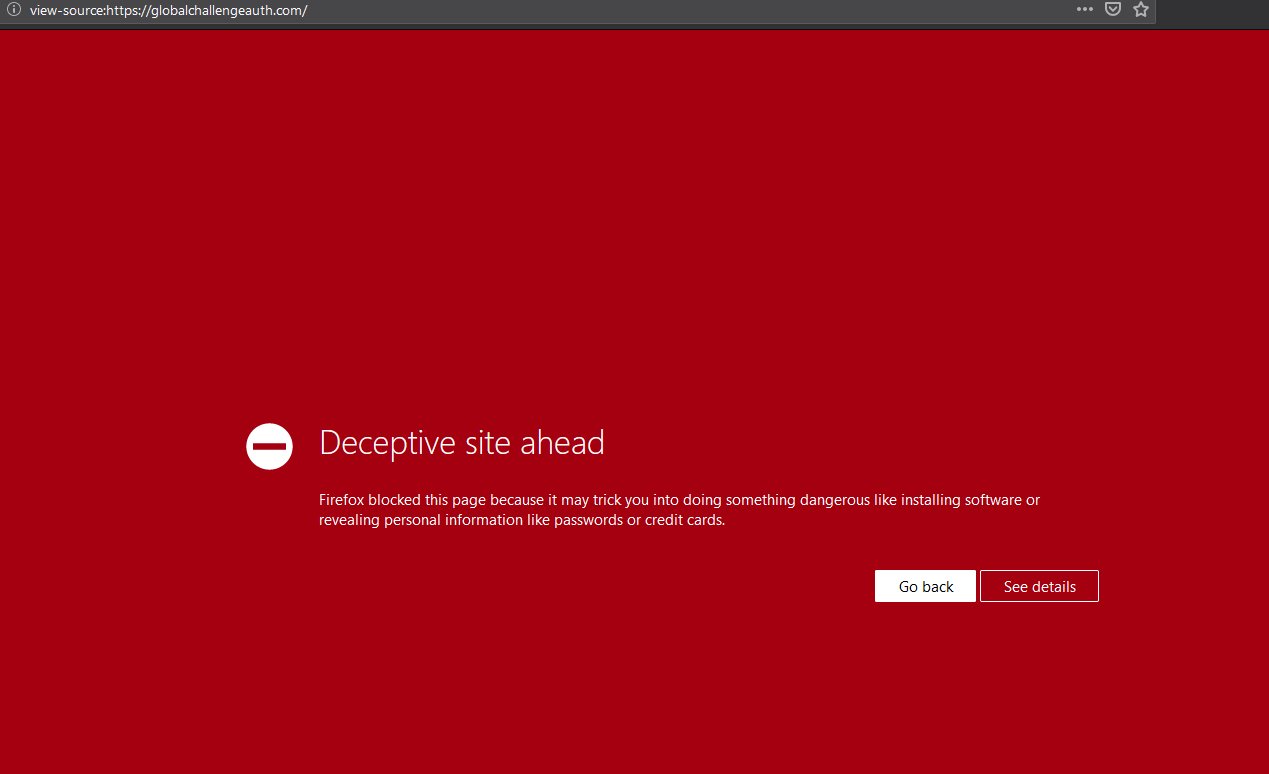 view-source:https://globalchallengeauth.com/
Deceptive site ahead
Firefox blocked this page because it may trick you into doing something dangerous like installing software or
revealing personal information like passwords or credit cards.
Go back See details